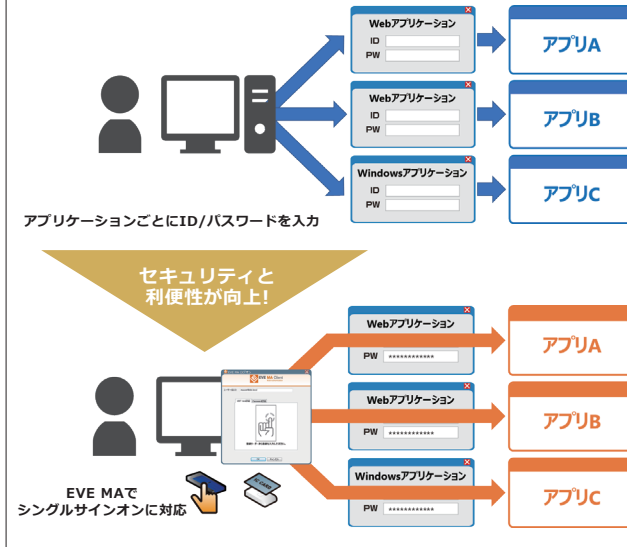 Webアプリケーション
ID
PW
アプリA
Webアプリケーション
ID
PW
アプリB
Windowsアプリケーション
ID
PW
アプリC
アプリケーションごとにID/パスワードを入力
セキュリティと
利便性が向上!
Webアプリケーション
PW ************
アプリA
EVE MA Client
Webアプリケーション
PW ************
アプリB
Windowsアプリケーション
PW ************
アプリC
IC CARD
EVE MAで
シングルサインオンに対応